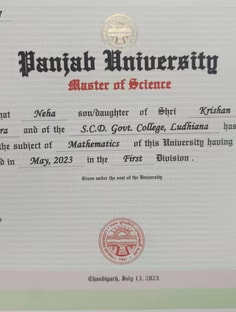 Panjab University
Master of Science
at Neha son/daughter of Shri Krishan
ra and of the S.C.D. Govt. College, Ludhiana has
the subject of Mathematics of this University having
d in May, 2023 in the First Division .
Given under the seal of the University
Chandigarh, July 13, 2023